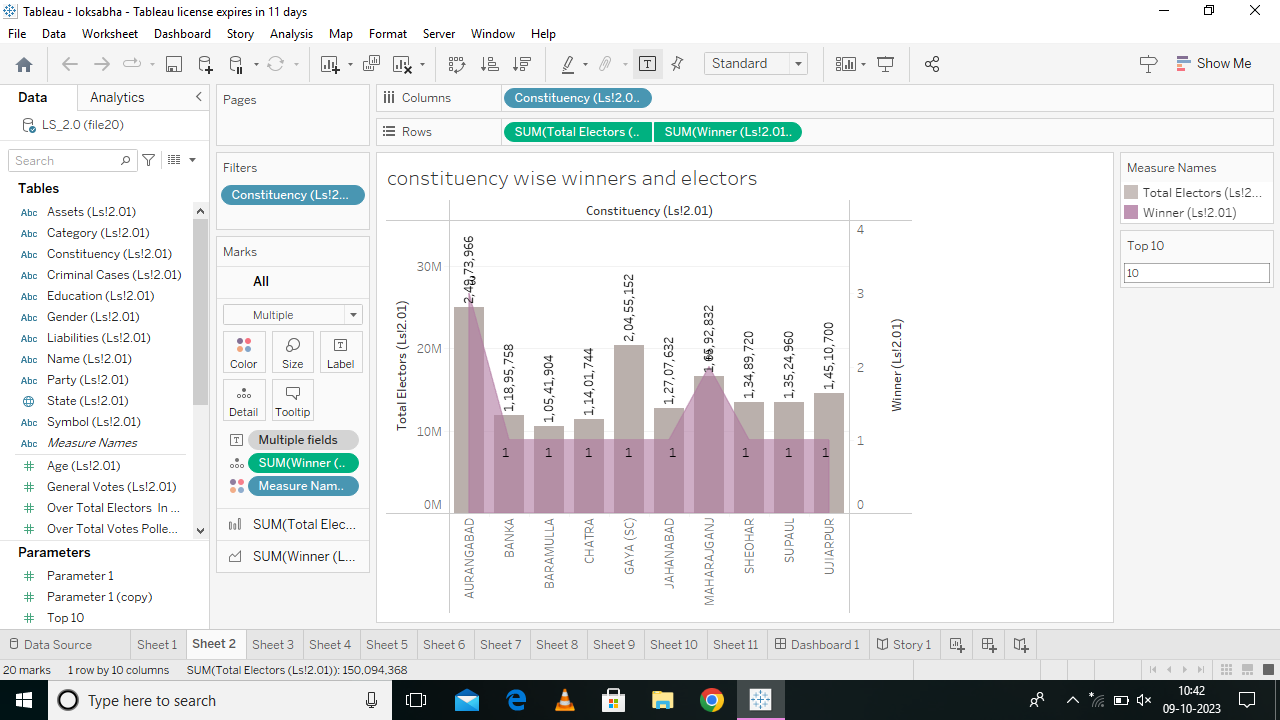 Tableau - loksabha - Tableau license expires in 11 days
File Data Worksheet Dashboard Story Analysis Map Format Server Window Help
Standard
Show Me
Data Analytics
LS_2.0 (file20)
Search
Tables
Abc Assets (Ls!2.01)
Abc Category (Ls!2.01)
Abc Constituency (Ls!2.01)
Abc Criminal Cases (Ls!2.01)
Abc Education (Ls!2.01)
Abc Gender (Ls!2.01)
Abc Liabilities (Ls!2.01)
Abc Name (Ls!2.01)
Abc Party (Ls!2.01)
State (Ls!2.01)
Abc Symbol (Ls!2.01)
Abc Measure Names
# Age (Ls!2.01)
# General Votes (Ls!2.01)
# Over Total Electors In ...
# Over Total Votes Polle...
Parameters
# Parameter 1
# Parameter 1 (copy)
# Top 10
Pages
Filters
Constituency (Ls!2...
Marks
All
Multiple
Color Size Label
Detail Tooltip
Multiple fields
SUM(Winner (..
Measure Nam..
SUM(Total Elec...
SUM(Winner (L...
Columns Constituency (Ls!2.0..
Rows SUM(Total Electors (.. SUM(Winner (Ls!2.01..
constituency wise winners and electors
Constituency (Ls!2.01)
Total Electors (Ls!2.01)
30M
20M
10M
0M
2,49,73,966
1,18,95,758
1,05,41,904
1,14,01,744
2,04,55,152
1,27,07,632
1,66,92,832
1,34,89,720
1,35,24,960
1,45,10,700
1 1 1 1 1 1 1 1
4
3
2
1
0
Winner (Ls!2.01)
AURANGABAD
BANKA
BARAMULLA
CHATRA
GAYA (SC)
JAHANABAD
MAHARAJGANJ
SHEOHAR
SUPAUL
UJIARPUR
Measure Names
Total Electors (Ls!2...
Winner (Ls!2.01)
Top 10
10
Data Source Sheet 1 Sheet 2 Sheet 3 Sheet 4 Sheet 5 Sheet 6 Sheet 7 Sheet 8 Sheet 9 Sheet 10 Sheet 11 Dashboard 1 Story 1
20 marks 1 row by 10 columns SUM(Total Electors (Ls!2.01)): 150,094,368
Type here to search
10:42
09-10-2023